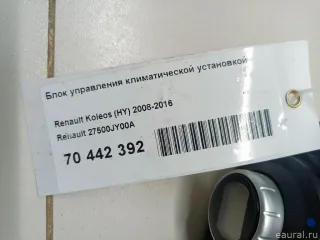 Блок управления климатической установкой
Renault Koleos (HY) 2008-2016
Renault 27500JY00A
70 442 392
eaural.ru